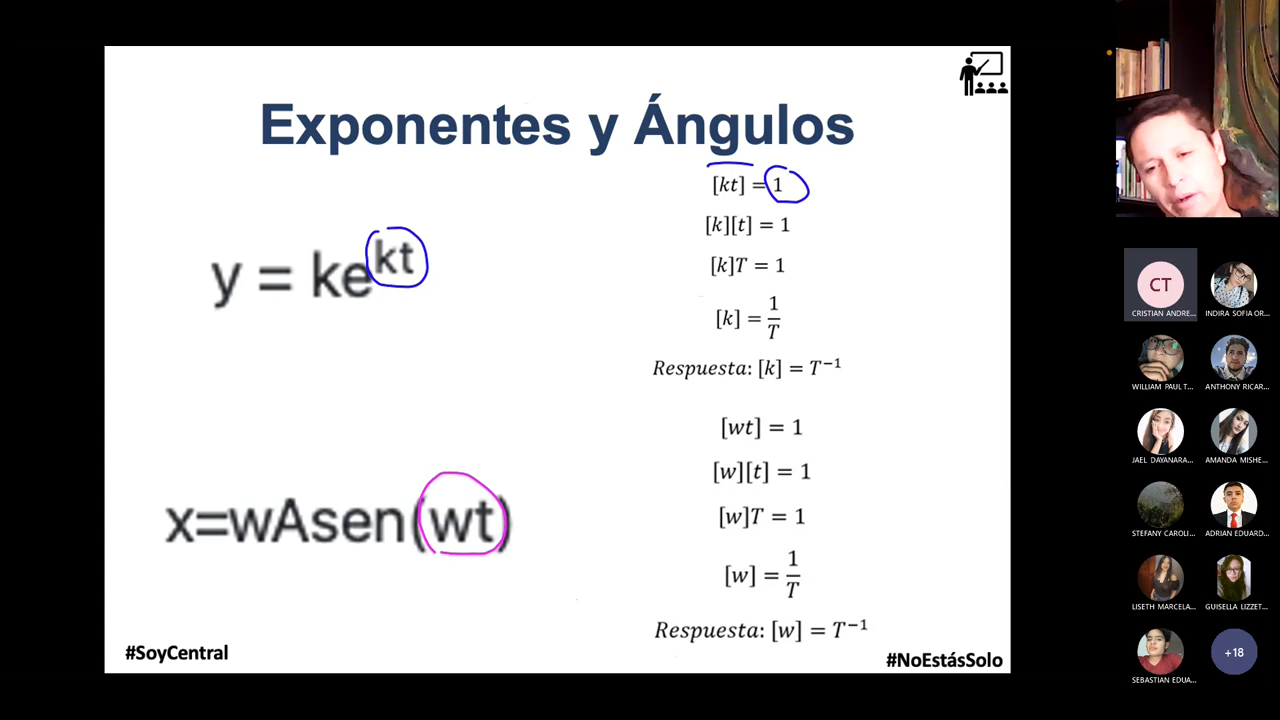 Exponentes y Ángulos
y = ke^kt
[kt] = 1
[k][t] = 1
[k]T = 1
[k] = 1/T
Respuesta: [k] = T⁻¹
x=wAsen(wt)
[wt] = 1
[w][t] = 1
[w]T = 1
[w] = 1/T
Respuesta: [w] = T⁻¹
#SoyCentral
#NoEstásSolo
CT
CRISTIAN ANDRE...
INDIRA SOFIA OR...
WILLIAM PAUL T...
ANTHONY RICAR...
JAEL DAYANARA...
AMANDA MISHE...
STEFANY CAROLI...
ADRIAN EDUARD...
LISETH MARCELA...
GUISELLA LIZZET...
SEBASTIAN EDUA...
+18